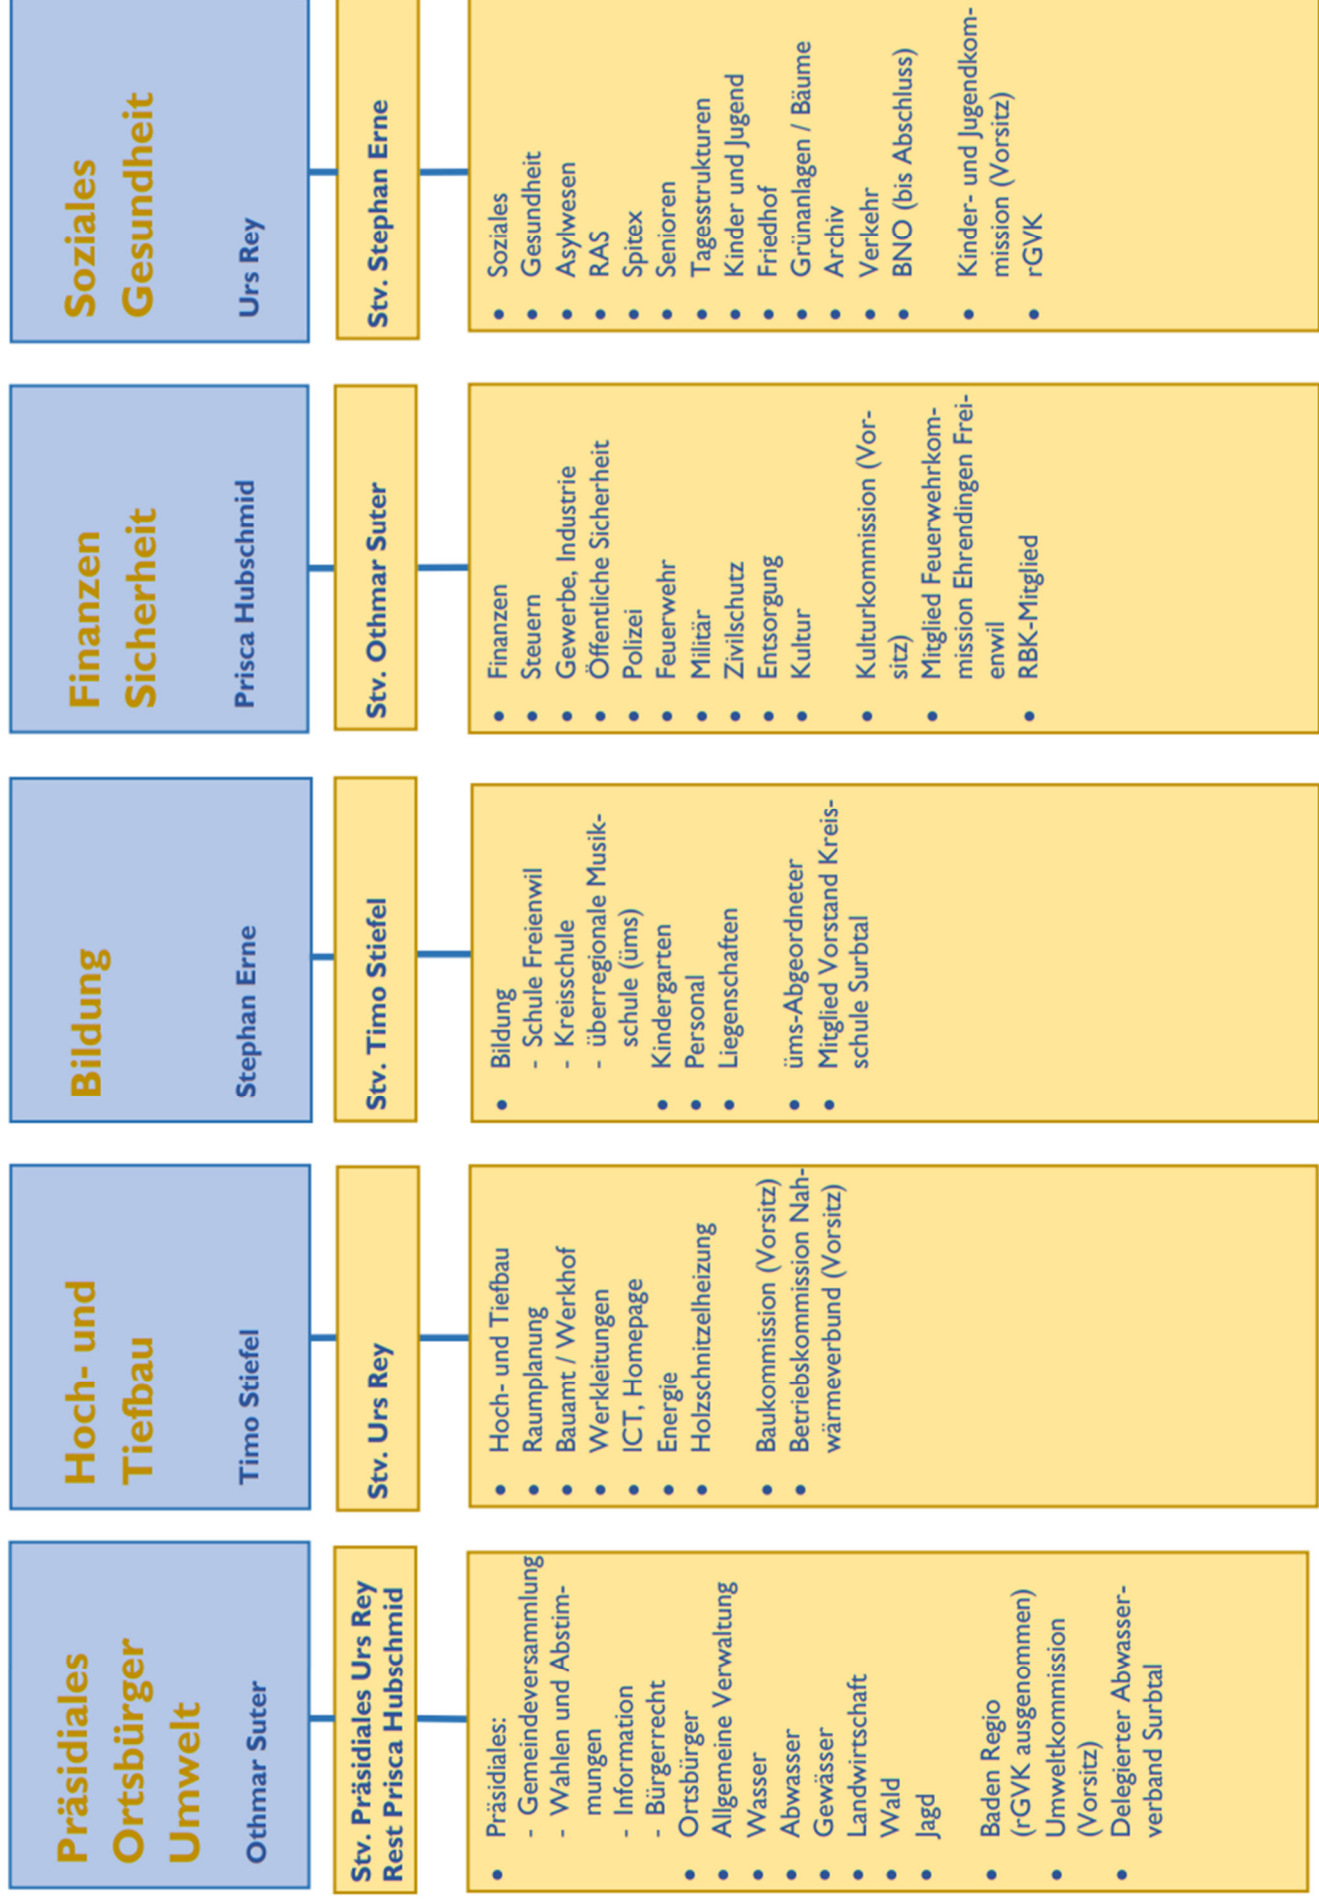 Präsidiales
Ortsbürger
Umwelt
Othmar Suter
Stv. Präsidiales Urs Rey
Rest Prisca Hubschmid
• Präsidiales:
- Gemeindeversammlung
- Wahlen und Abstim-
mungen
- Information
- Bürgerrecht
• Ortsbürger
• Allgemeine Verwaltung
• Wasser
• Abwasser
• Gewässer
• Landwirtschaft
• Wald
• Jagd
• Baden Regio
(rGVK ausgenommen)
• Umweltkommission
(Vorsitz)
• Delegierter Abwasser-
verband Surbtal
Hoch- und
Tiefbau
Timo Stiefel
Stv. Urs Rey
• Hoch- und Tiefbau
• Raumplanung
• Bauamt / Werkhof
• Werkleitungen
• ICT, Homepage
• Energie
• Holzschnitzelheizung
• Baukommission (Vorsitz)
• Betriebskommission Nah-
wärmeverbund (Vorsitz)
Bildung
Stephan Erne
Stv. Timo Stiefel
• Bildung
- Schule Freienwil
- Kreisschule
- überregionale Musik-
schule (üms)
• Kindergarten
• Personal
• Liegenschaften
• üms-Abgeordneter
• Mitglied Vorstand Kreis-
schule Surbtal
Finanzen
Sicherheit
Prisca Hubschmid
Stv. Othmar Suter
• Finanzen
• Steuern
• Gewerbe, Industrie
• Öffentliche Sicherheit
• Polizei
• Feuerwehr
• Militär
• Zivilschutz
• Entsorgung
• Kultur
• Kulturkommission (Vor-
sitz)
• Mitglied Feuerwehrkom-
mission Ehrendingen Frei-
enwil
• RBK-Mitglied
Soziales
Gesundheit
Urs Rey
Stv. Stephan Erne
• Soziales
• Gesundheit
• Asylwesen
• RAS
• Spitex
• Senioren
• Tagesstrukturen
• Kinder und Jugend
• Friedhof
• Grünanlagen / Bäume
• Archiv
• Verkehr
• BNO (bis Abschluss)
• Kinder- und Jugendkom-
mission (Vorsitz)
• rGVK